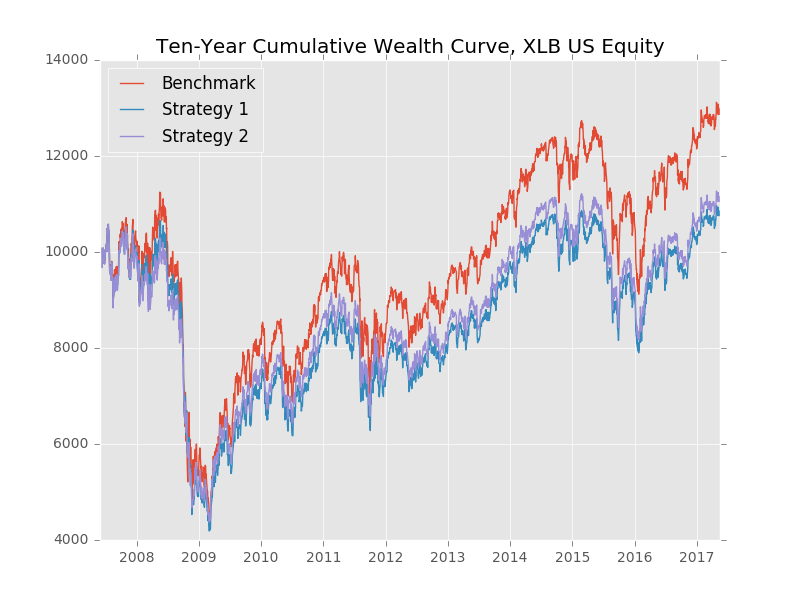 Ten-Year Cumulative Wealth Curve, XLB US Equity
14000
12000
10000
8000
6000
4000
Benchmark
Strategy 1
Strategy 2
2008 2009 2010 2011 2012 2013 2014 2015 2016 2017